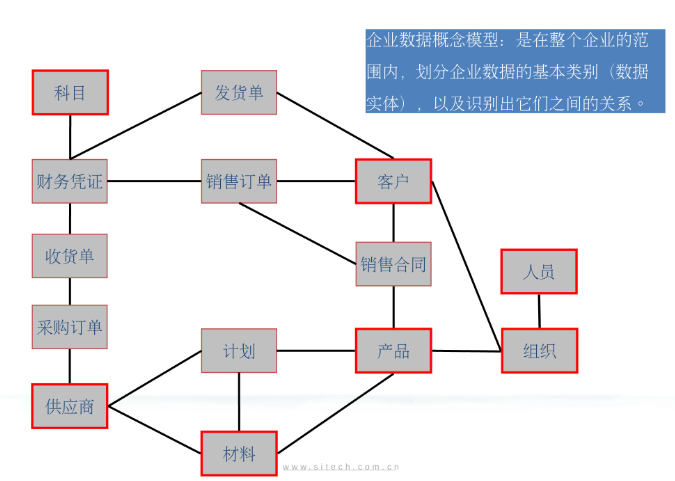 企业数据概念模型：是在整个企业的范
围内，划分企业数据的基本类别（数据
实体），以及识别出它们之间的关系。
科目
发货单
财务凭证
销售订单
客户
收货单
销售合同
人员
采购订单
计划
产品
组织
供应商
材料
www.sitech.com.cn